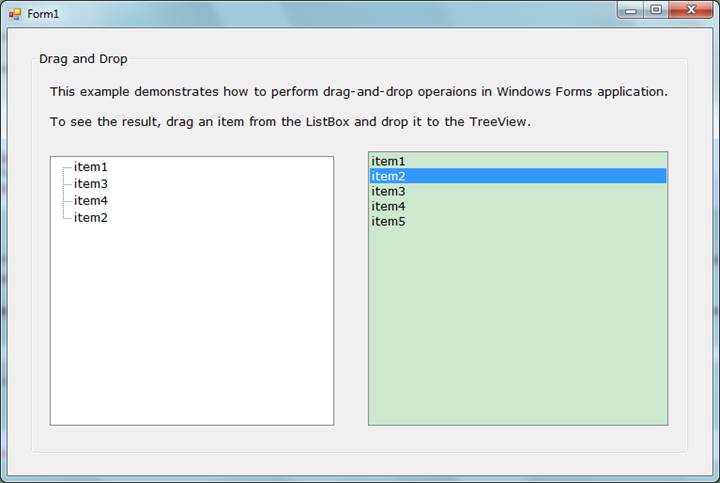 Form1
Drag and Drop
This example demonstrates how to perform drag-and-drop operaions in Windows Forms application.
To see the result, drag an item from the ListBox and drop it to the TreeView.
item1
item3
item4
item2
item1
item2
item3
item4
item5